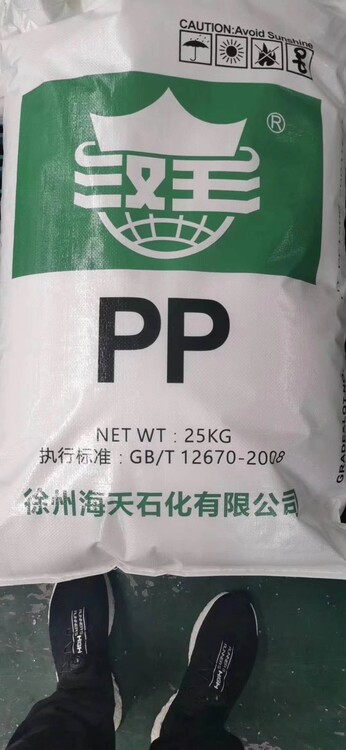 CAUTION:Avoid Sunshine
®
汉王
PP
NET WT : 25KG
执行标准 : GB/T 12670-2008
徐州海天石化有限公司